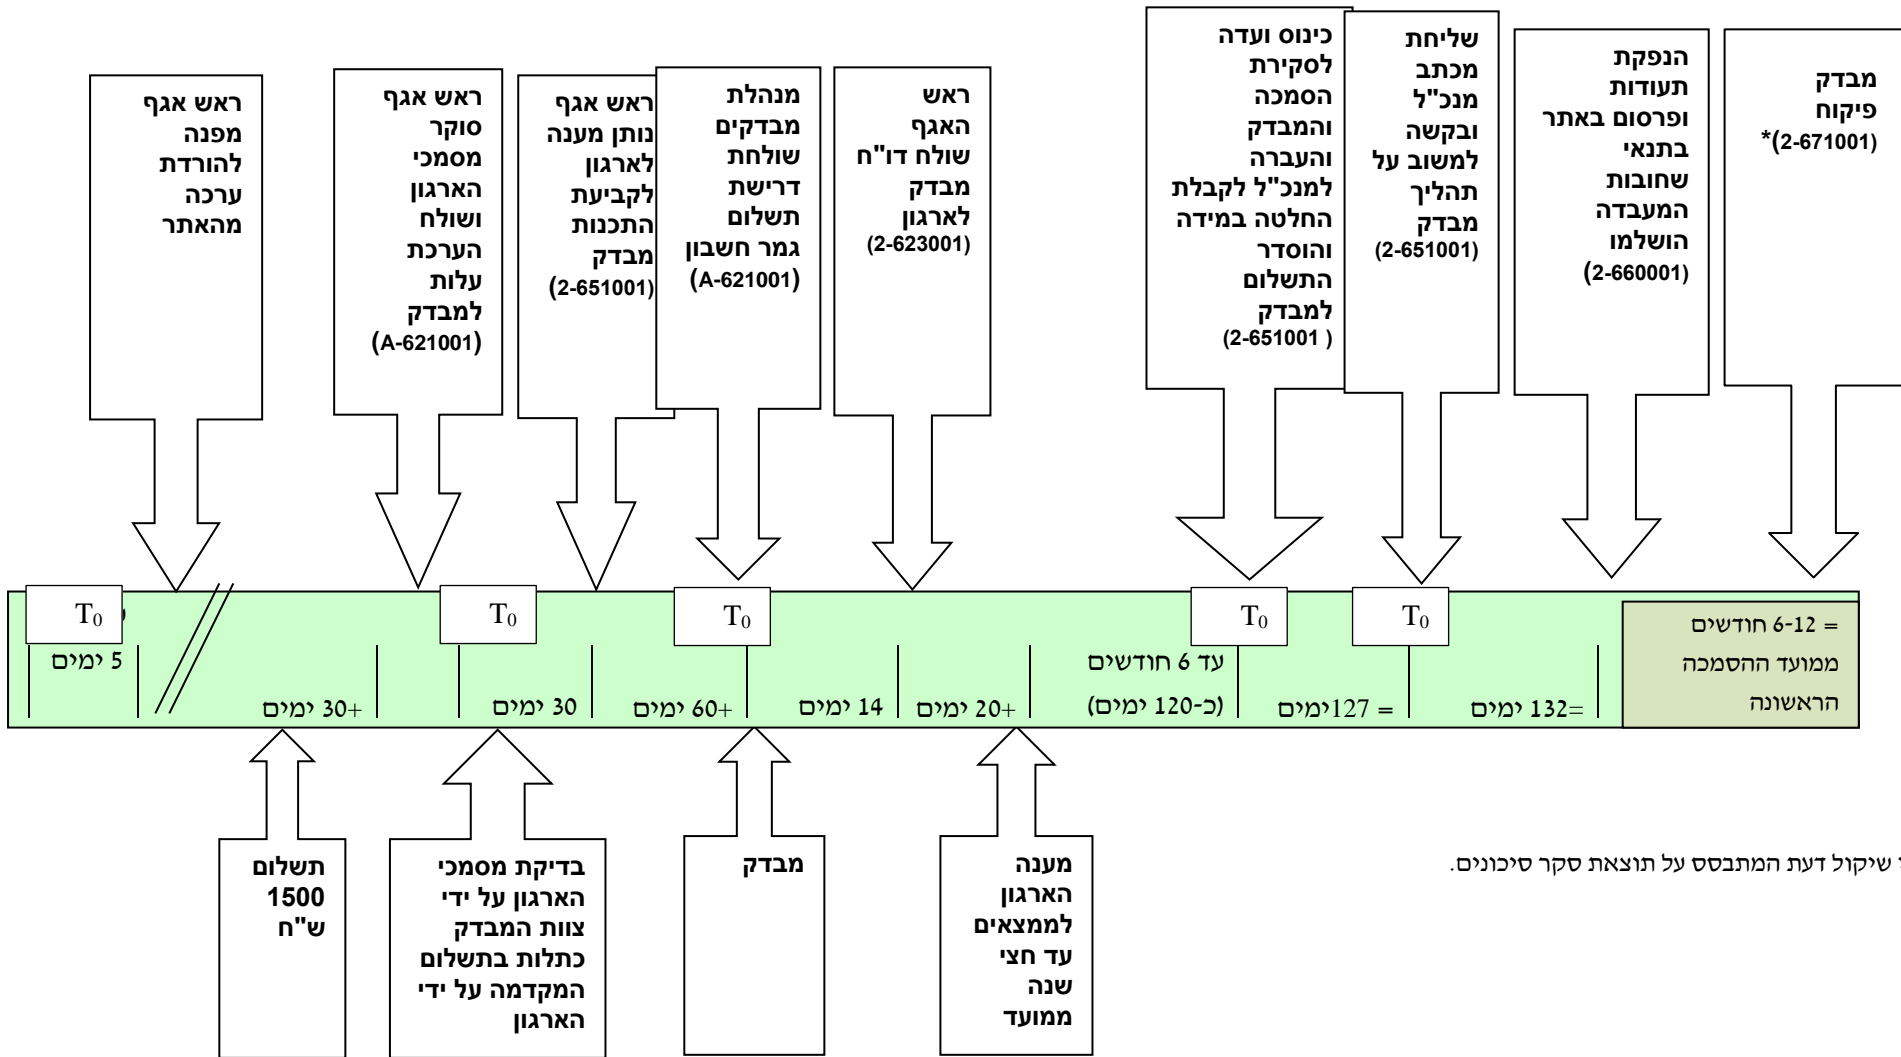 ראש אגף
מפנה
להורדת
ערכה
מהאתר
ראש אגף
סוקר
מסמכי
הארגון
ושולח
הערכת
עלות
למבדק
(A-621001)
ראש אגף
נותן מענה
לארגון
לקביעת
התכנות
מבדק
(2-651001)
מנהלת
מבדקים
שולחת
דרישת
תשלום
גמר חשבון
(A-621001)
ראש
האגף
שולח דו"ח
מבדק
לארגון
(2-623001)
כינוס ועדה
לסקירת
הסמכה
והמבדק
והעברה
למנכ"ל לקבלת
החלטה במידה
והוסדר
התשלום
למבדק
(2-651001 )
שליחת
מכתב
מנכ"ל
ובקשה
למשוב על
תהליך
מבדק
(2-651001)
הנפקת
תעודות
ופרסום באתר
בתנאי
שחובות
המעבדה
הושלמו
(2-660001)
מבדק
פיקוח
(2-671001)*
T0
T0
T0
T0
T0
5 ימים
+30 ימים
30 ימים
+60 ימים
14 ימים
+20 ימים
עד 6 חודשים
(כ-120 ימים)
= 127ימים
=132 ימים
= 6-12 חודשים
ממועד ההסמכה
הראשונה
תשלום
1500
ש"ח
בדיקת מסמכי
הארגון על ידי
צוות המבדק
כתלות בתשלום
המקדמה על ידי
הארגון
מבדק
מענה
הארגון
לממצאים
עד חצי
שנה
ממועד
שיקול דעת המתבסס על תוצאת סקר סיכונים.